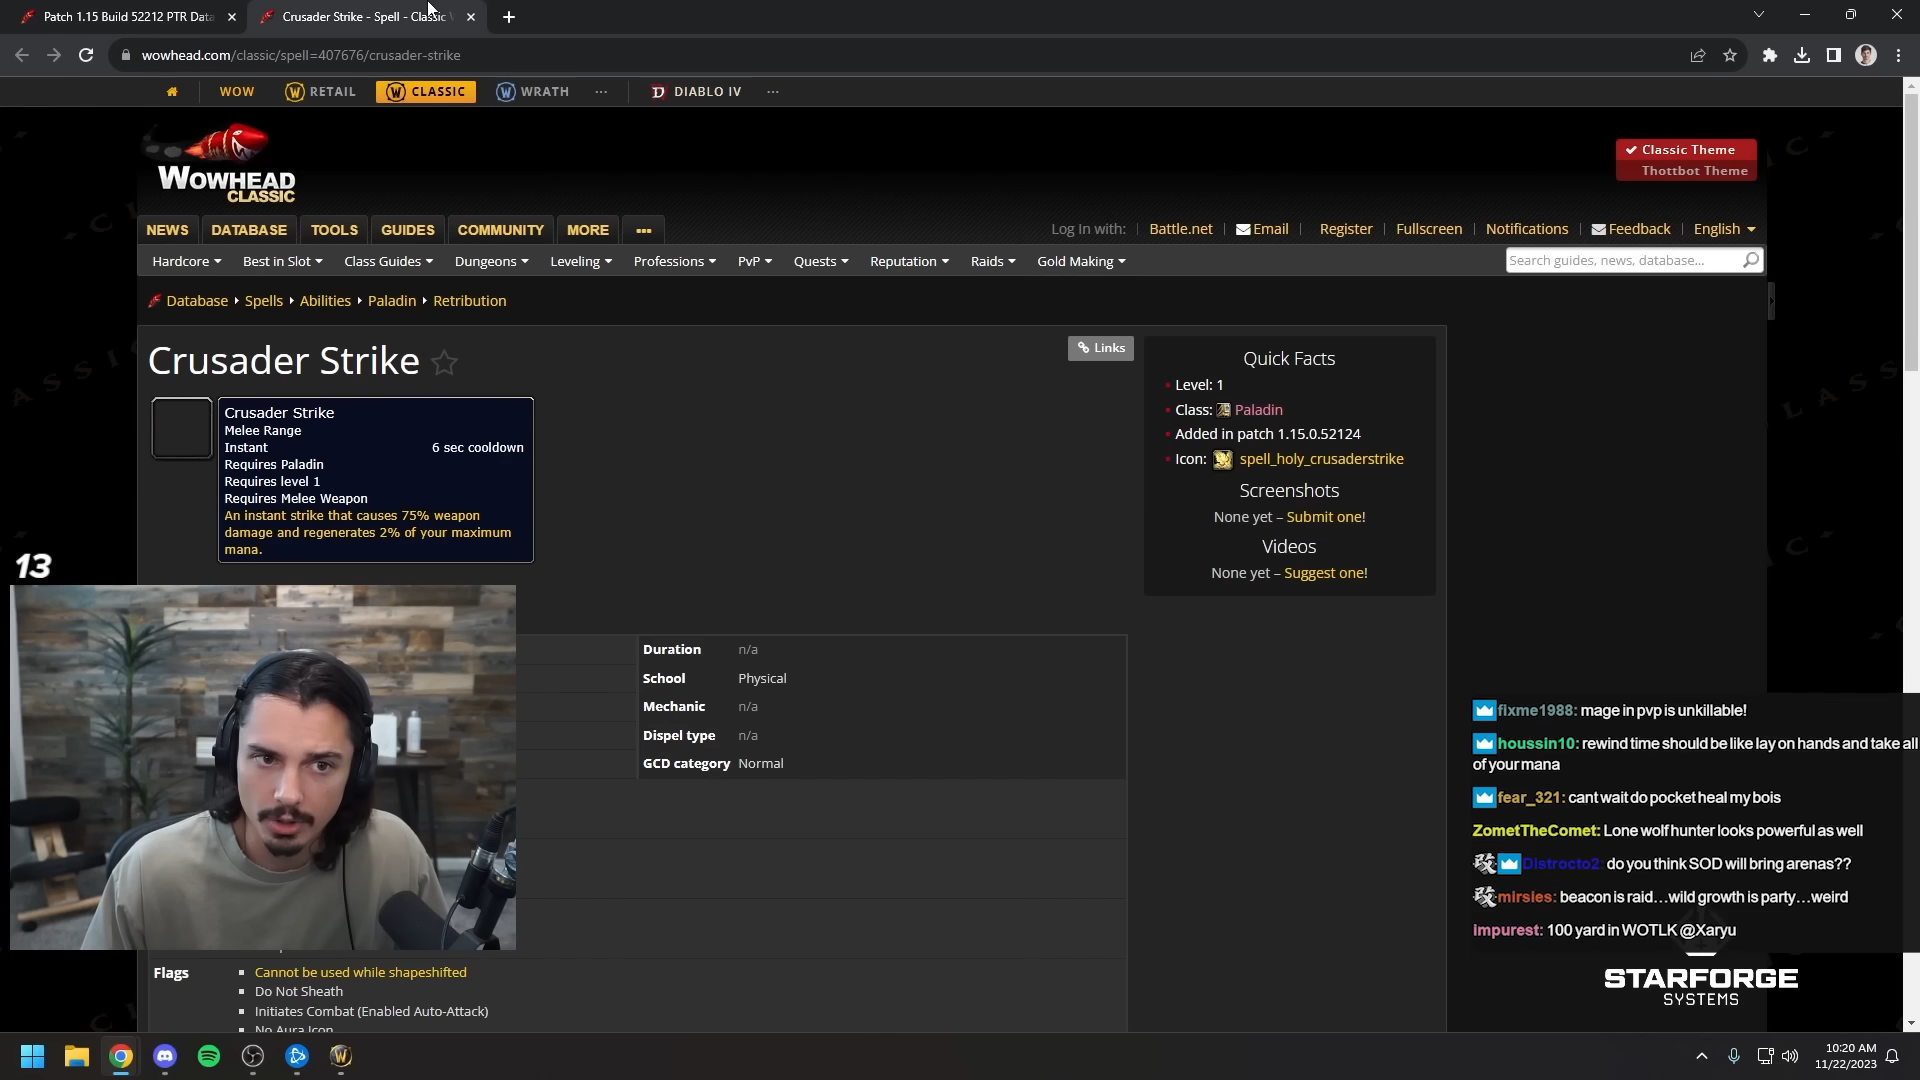 Patch 1.15 Build 52212 PTR Data
Crusader Strike - Spell - Classic
wowhead.com/classic/spell=407676/crusader-strike
WOW
RETAIL
CLASSIC
WRATH
DIABLO IV
WOWHEAD
CLASSIC
Classic Theme
Thottbot Theme
NEWS
DATABASE
TOOLS
GUIDES
COMMUNITY
MORE
Log In with:
Battle.net
Email
Register
Fullscreen
Notifications
Feedback
English
Hardcore
Best in Slot
Class Guides
Dungeons
Leveling
Professions
PvP
Quests
Reputation
Raids
Gold Making
Search guides, news, database...
Database
Spells
Abilities
Paladin
Retribution
Crusader Strike
Links
Crusader Strike
Melee Range
Instant 6 sec cooldown
Requires Paladin
Requires level 1
Requires Melee Weapon
An instant strike that causes 75% weapon
damage and regenerates 2% of your maximum
mana.
Quick Facts
Level: 1
Class: Paladin
Added in patch 1.15.0.52124
Icon: spell_holy_crusaderstrike
Screenshots
None yet – Submit one!
Videos
None yet – Suggest one!
13
Duration n/a
School Physical
Mechanic n/a
Dispel type n/a
GCD category Normal
Flags
Cannot be used while shapeshifted
Do Not Sheath
Initiates Combat (Enabled Auto-Attack)
No Aura Icon
fixme1988: mage in pvp is unkillable!
houssin10: rewind time should be like lay on hands and take all
of your mana
fear_321: cant wait do pocket heal my bois
ZometTheComet: Lone wolf hunter looks powerful as well
Distrocto2: do you think SOD will bring arenas??
mirsies: beacon is raid...wild growth is party...weird
impurest: 100 yard in WOTLK @Xaryu
STARFORGE
SYSTEMS
10:20 AM
11/22/2023